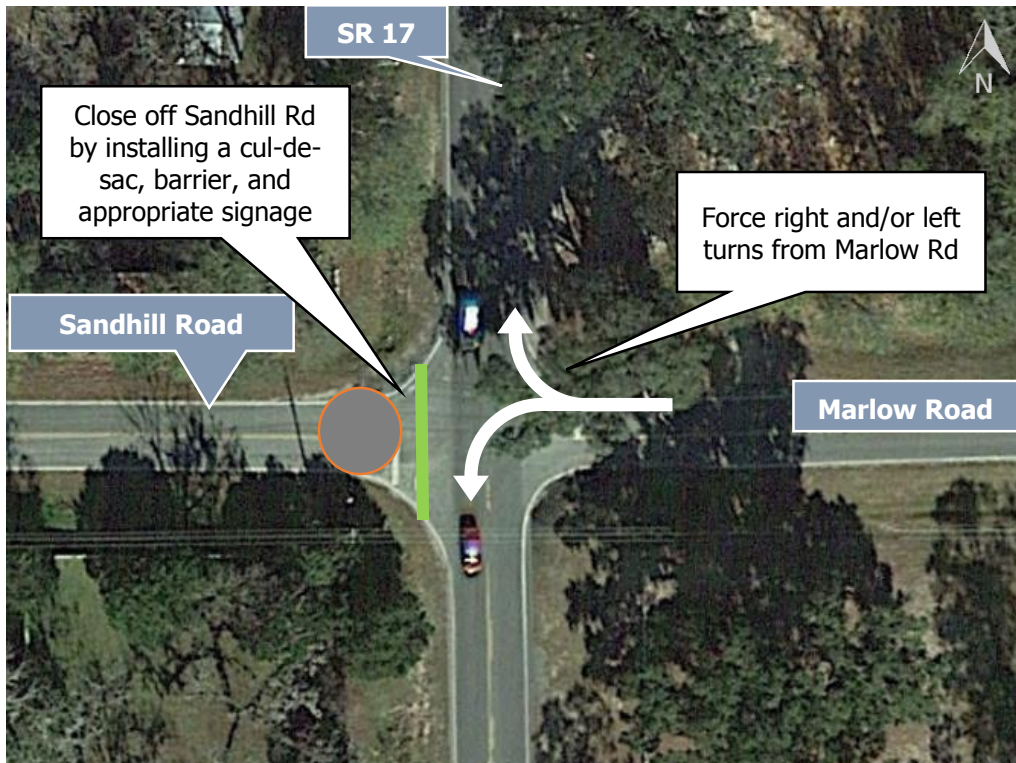 SR 17
N
Close off Sandhill Rd
by installing a cul-de-
sac, barrier, and
appropriate signage
Force right and/or left
turns from Marlow Rd
Sandhill Road
Marlow Road